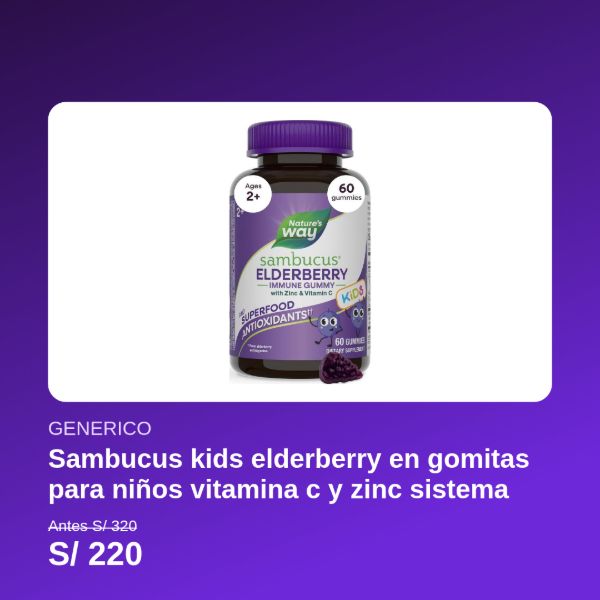 Ages
2+
60
gummies
Nature's
way
sambucus®
ELDERBERRY
IMMUNE GUMMY
with Zinc & Vitamin C
KiDS
SUPERFOOD
ANTIOXIDANTS
60 GUMMIES
DIETARY SUPPLEMENT
GENERICO
Sambucus kids elderberry en gomitas
para niños vitamina c y zinc sistema
Antes S/ 320
S/ 220